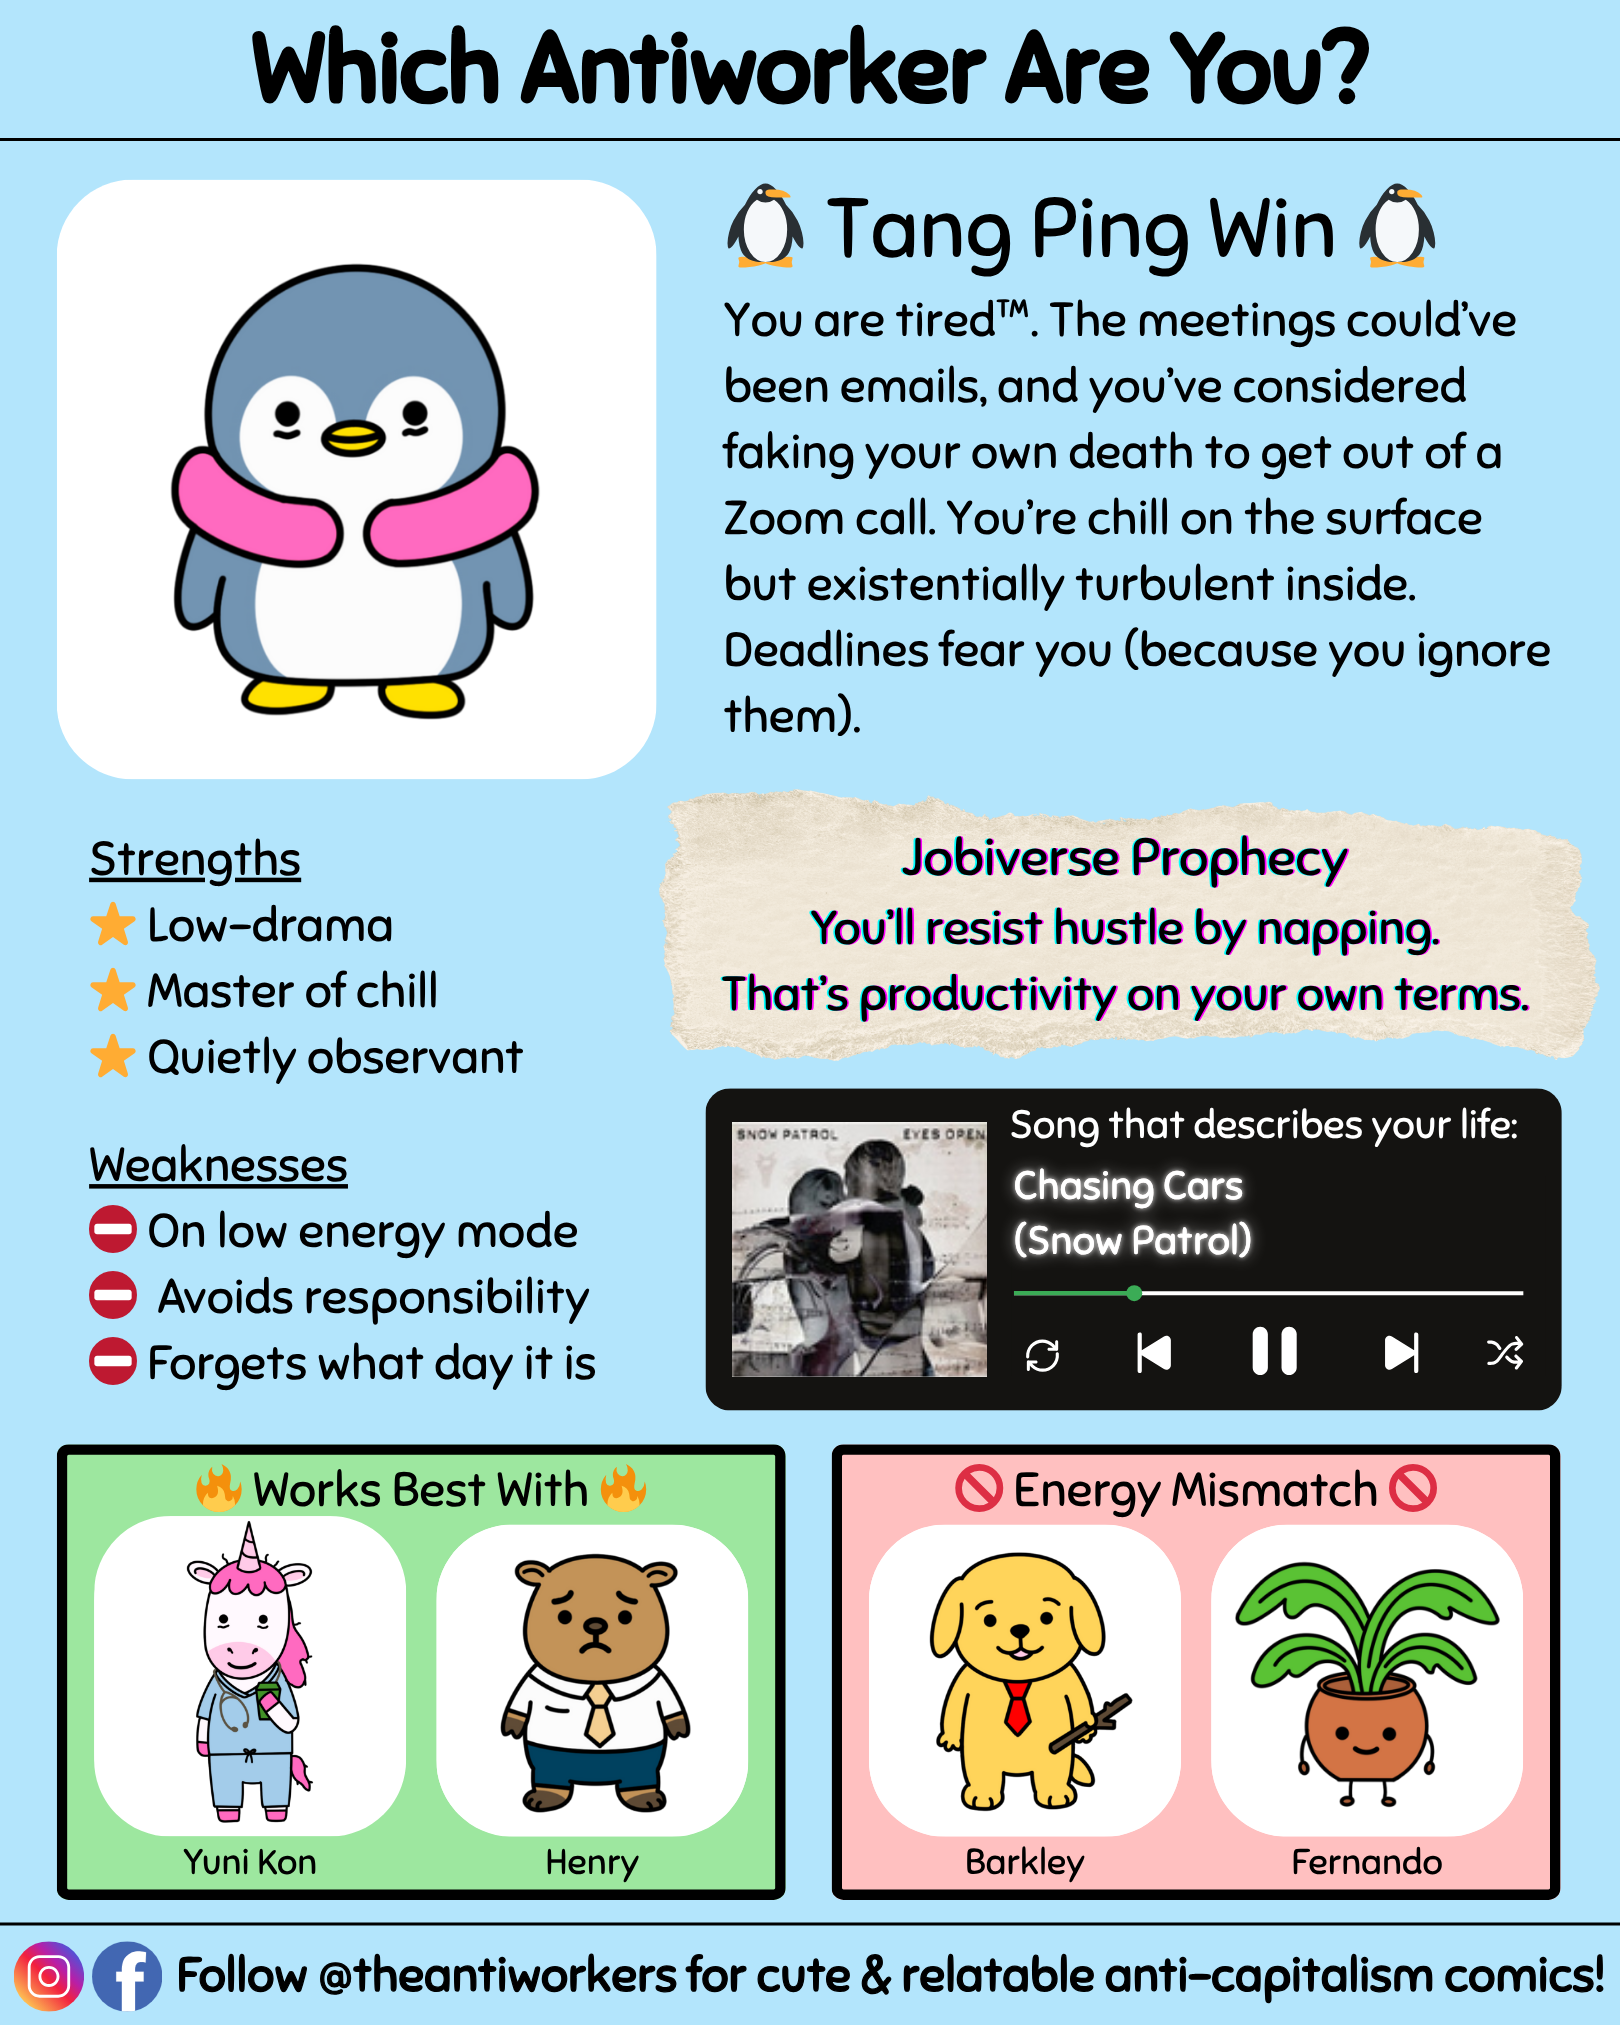 Which Antiworker Are You?
Tang Ping Win
You are tired™. The meetings could’ve
been emails, and you’ve considered
faking your own death to get out of a
Zoom call. You’re chill on the surface
but existentially turbulent inside.
Deadlines fear you (because you ignore
them).
Strengths
Low-drama
Master of chill
Quietly observant
Weaknesses
On low energy mode
Avoids responsibility
Forgets what day it is
Jobiverse Prophecy
You’ll resist hustle by napping.
That’s productivity on your own terms.
SNOW PATROL EYES OPEN
Song that describes your life:
Chasing Cars
(Snow Patrol)
Works Best With
Yuni Kon
Henry
Energy Mismatch
Barkley
Fernando
Follow @theantiworkers for cute & relatable anti-capitalism comics!